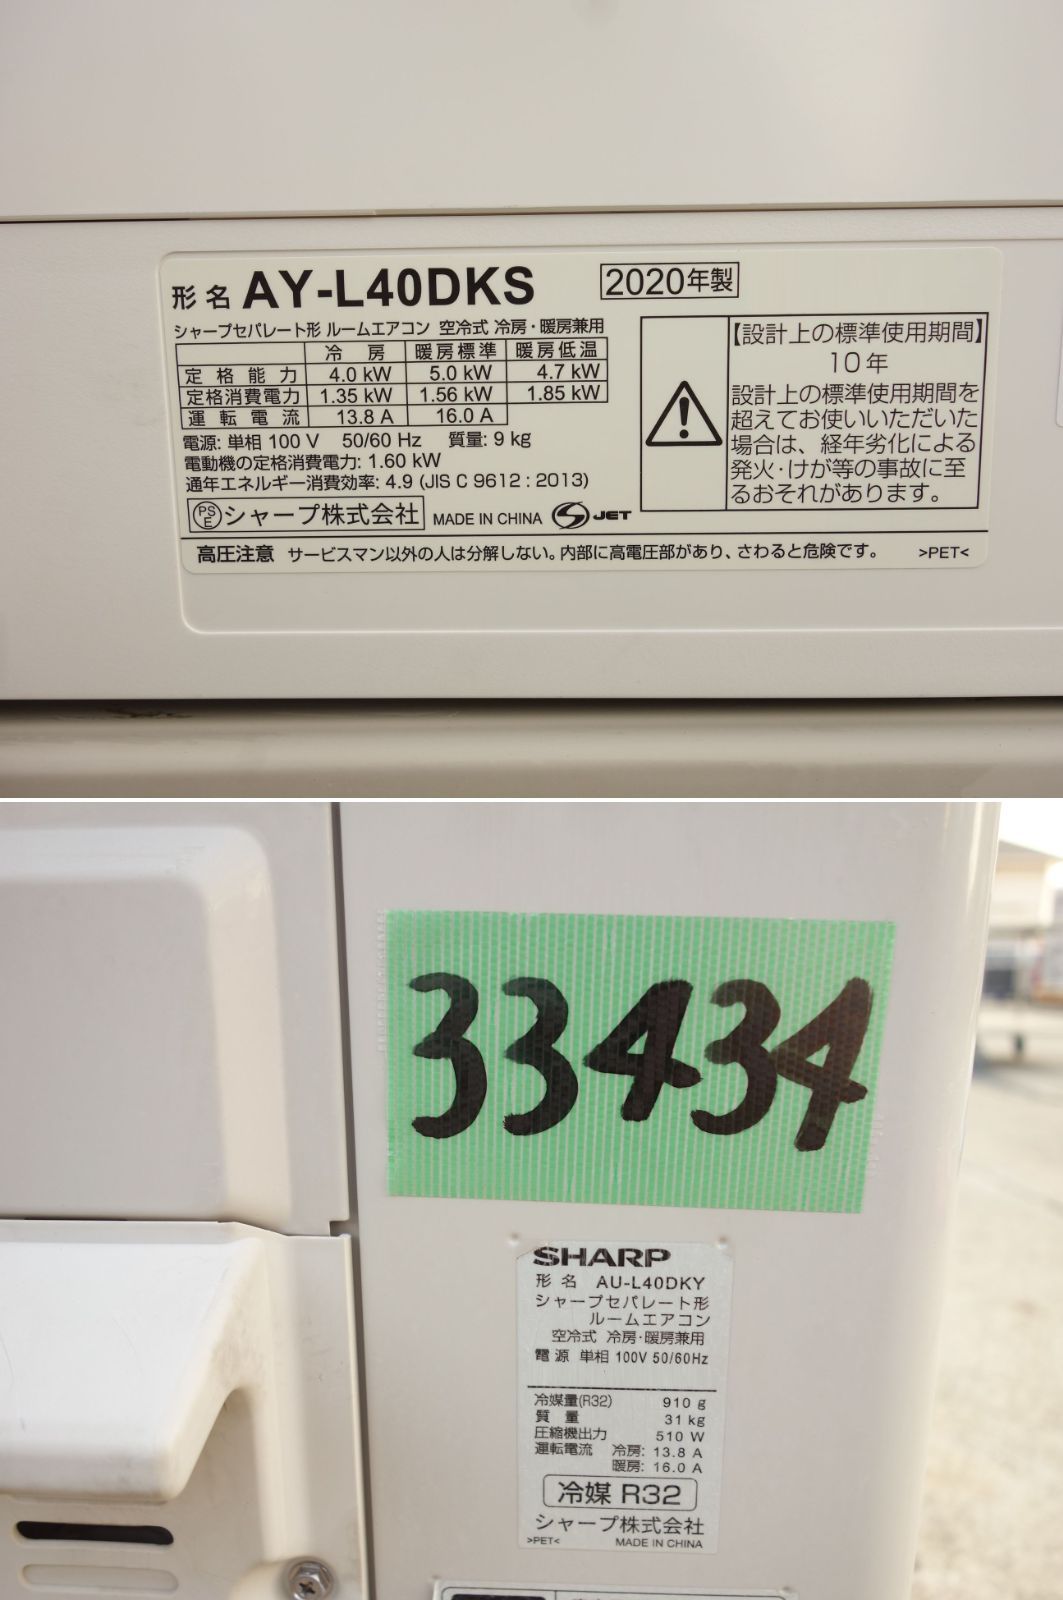 形名 AY-L40DKS 2020年製
シャープセパレート形 ルームエアコン 空冷式 冷房・暖房兼用
冷房 暖房標準 暖房低温
定格能力 4.0 kW 5.0 kW 4.7 kW
定格消費電力 1.35 kW 1.56 kW 1.85 kW
運転電流 13.8 A 16.0 A
電源: 単相 100 V 50/60 Hz 質量: 9 kg
電動機の定格消費電力: 1.60 kW
通年エネルギー消費効率: 4.9 (JIS C 9612 : 2013)
PSE シャープ株式会社 MADE IN CHINA S JET
【設計上の標準使用期間】
10年
設計上の標準使用期間を
超えてお使いいただいた
場合は、経年劣化による
発火・けが等の事故に至
るおそれがあります。
高圧注意 サービスマン以外の人は分解しない。内部に高電圧部があり、さわると危険です。 >PET<
33434
SHARP
形名 AU-L40DKY
シャープセパレート形
ルームエアコン
空冷式 冷房・暖房兼用
電源 単相 100V 50/60Hz
冷媒量(R32) 910 g
質量 31 kg
圧縮機出力 510 W
運転電流 冷房: 13.8 A
暖房: 16.0 A
冷媒 R32
シャープ株式会社
>PET< MADE IN CHINA